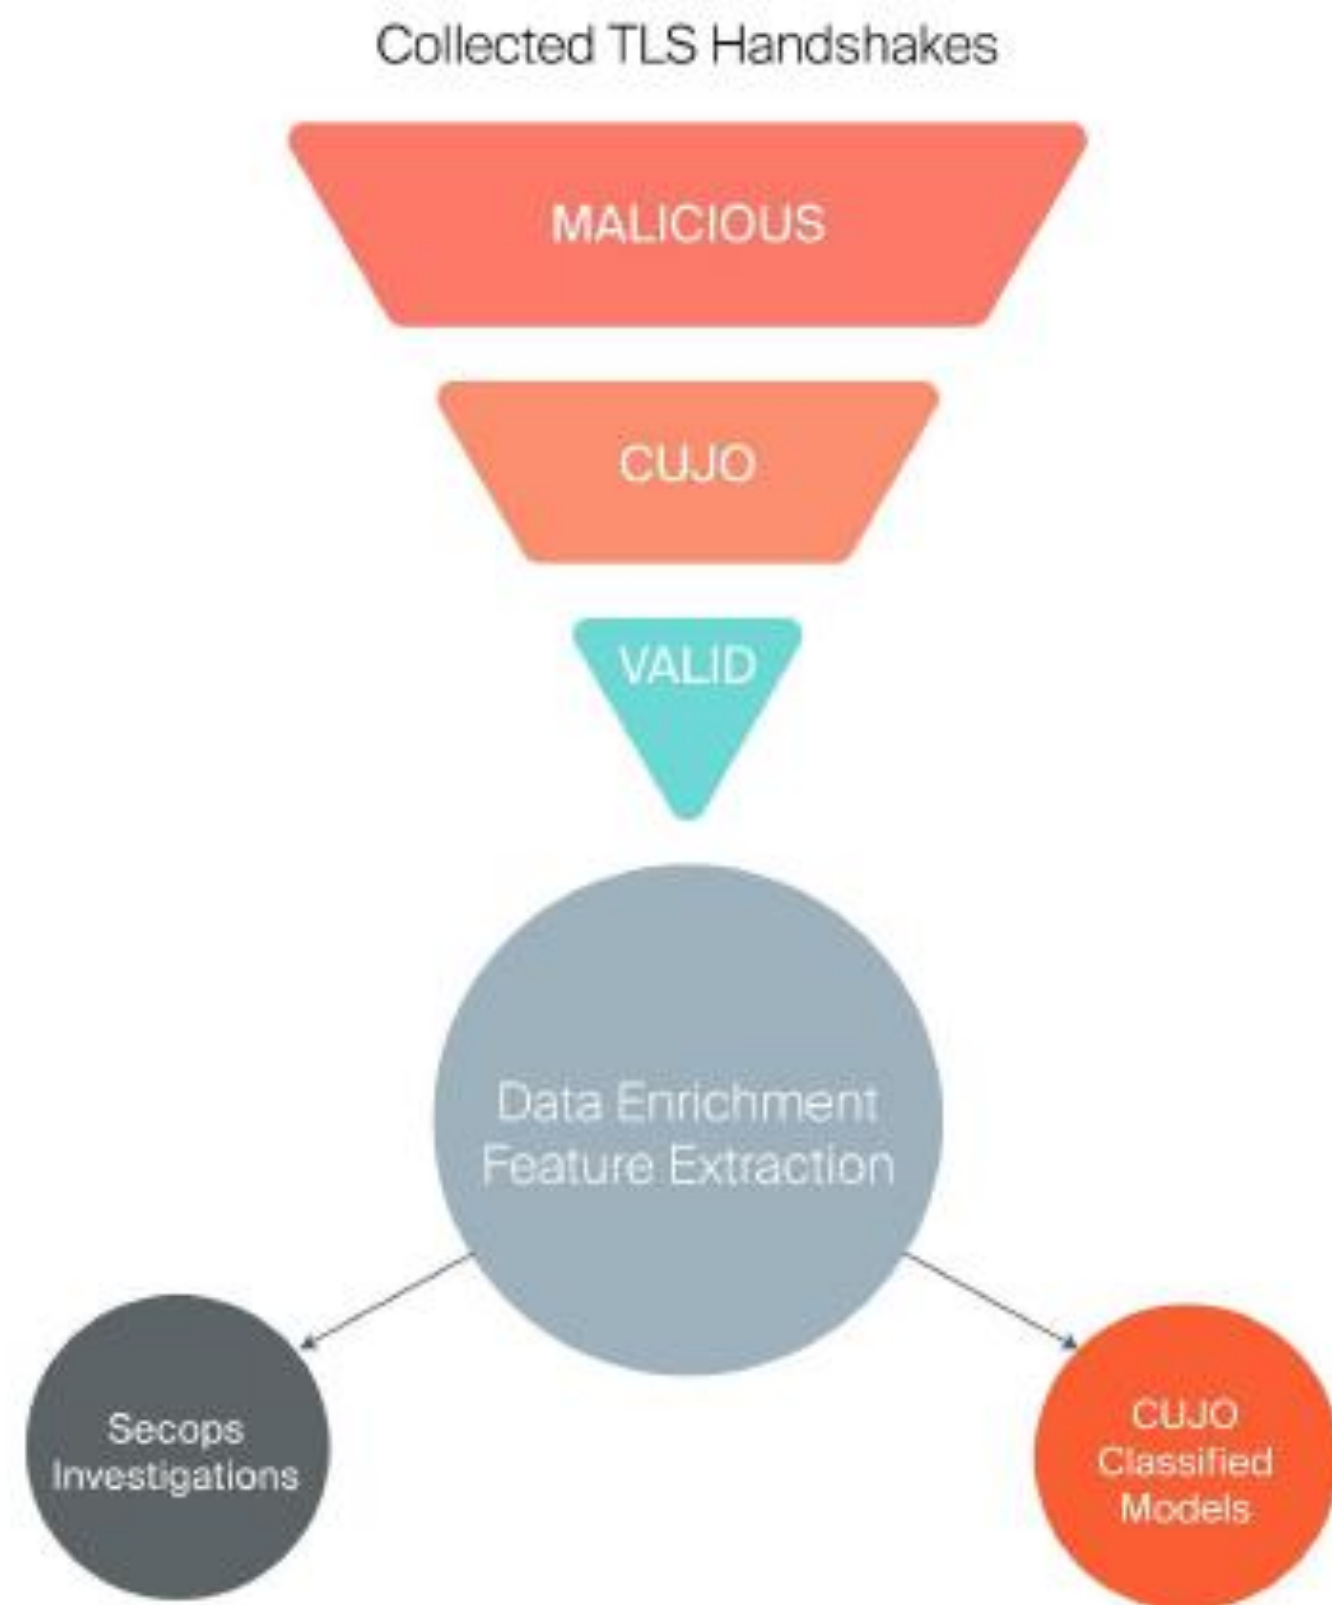 Collected TLS Handshakes
MALICIOUS
CUJO
VALID
Data Enrichment
Feature Extraction
Secops
Investigations
CUJO
Classified
Models